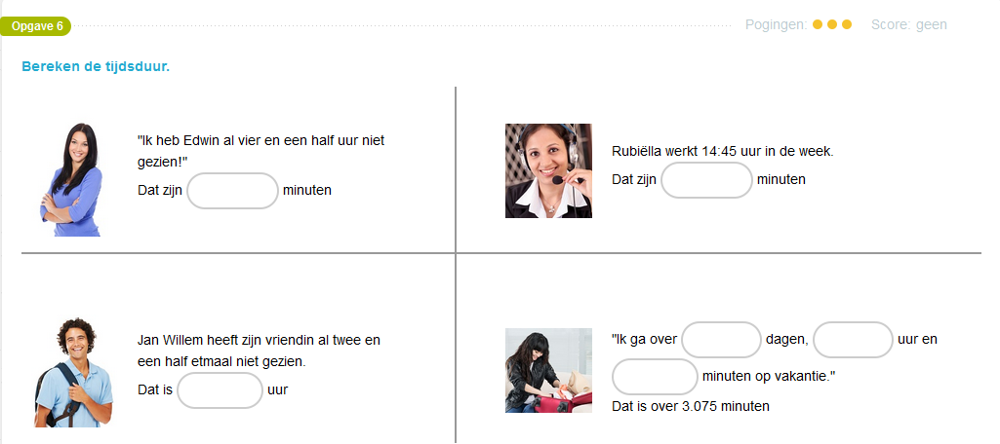 Opgave 6
Pogingen:
Score: geen
Bereken de tijdsduur.
"Ik heb Edwin al vier en een half uur niet
gezien!"
Dat zijn minuten
Rubiëlla werkt 14:45 uur in de week.
Dat zijn minuten
Jan Willem heeft zijn vriendin al twee en
een half etmaal niet gezien.
Dat is uur
"Ik ga over dagen, uur en
minuten op vakantie."
Dat is over 3.075 minuten